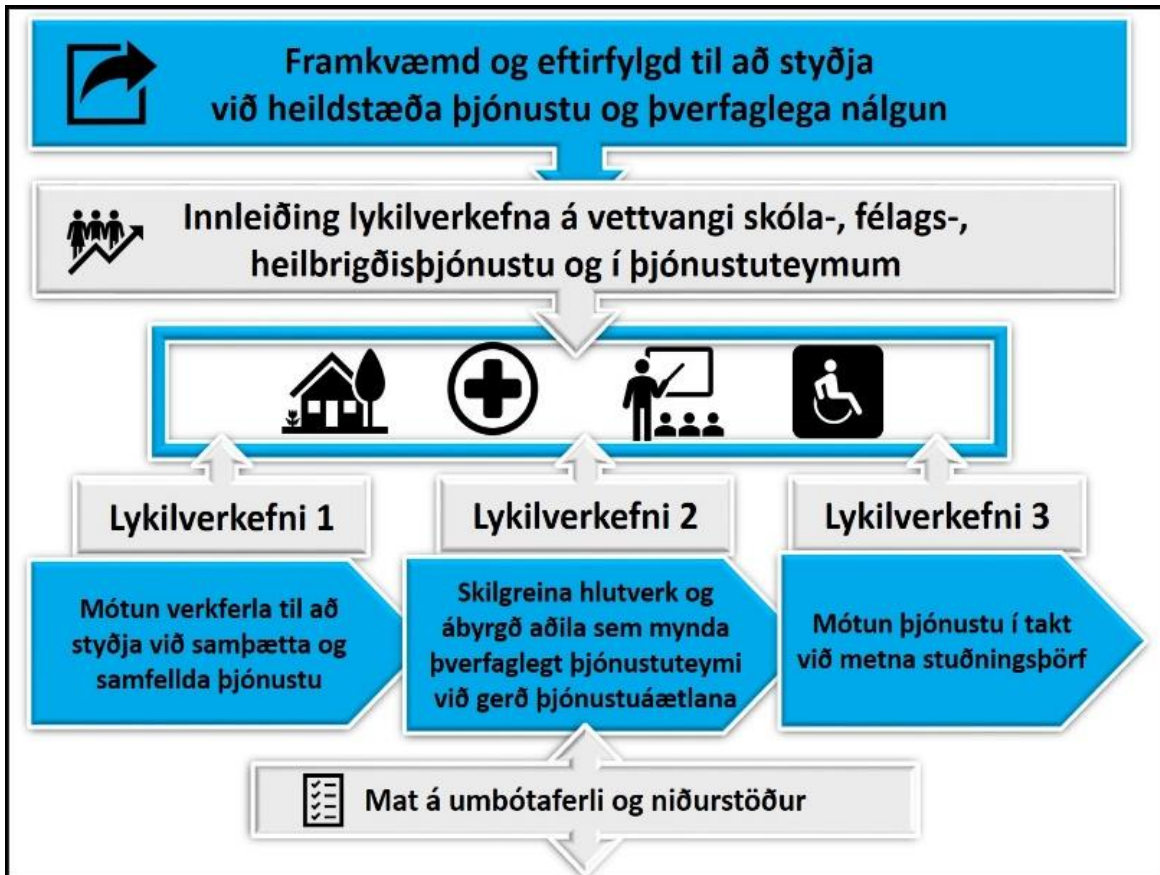 Framkvæmd og eftirfylgd til að styðja
við heildstæða þjónustu og þverfaglega nálgun
Innleiðing lykilverkefna á vettvangi skóla-, félags-,
heilbrigðisþjónustu og í þjónustuteymum
Lykilverkefni 1
Mótun verkferla til að
styðja við samþætta og
samfellda þjónustu
Lykilverkefni 2
Skilgreina hlutverk og
ábyrgð aðila sem mynda
þverfaglegt þjónustuteymi
við gerð þjónustuáætlana
Lykilverkefni 3
Mótun þjónustu í takt
við metna stuðningsþörf
Mat á umbótaferli og niðurstöður